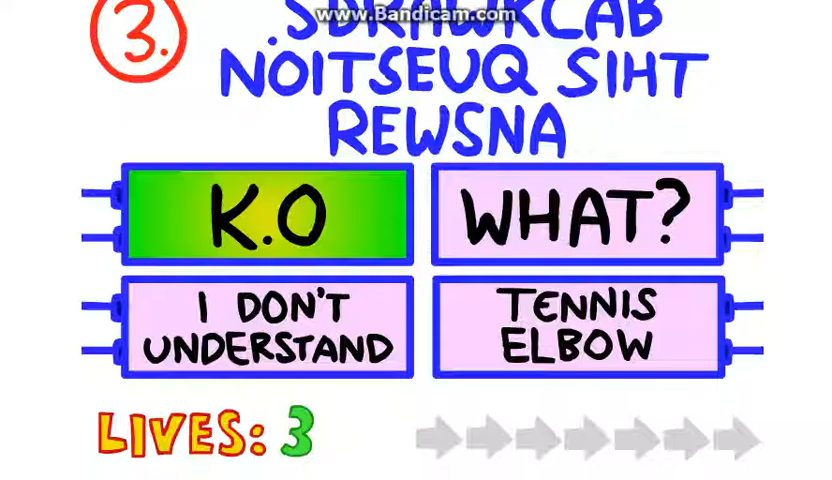 www.Bandicam.com
3.
.SDRAWKCAB
NOITSEUQ SIHT
REWSNA
K.O
WHAT?
I DON'T
UNDERSTAND
TENNIS
ELBOW
LIVES: 3